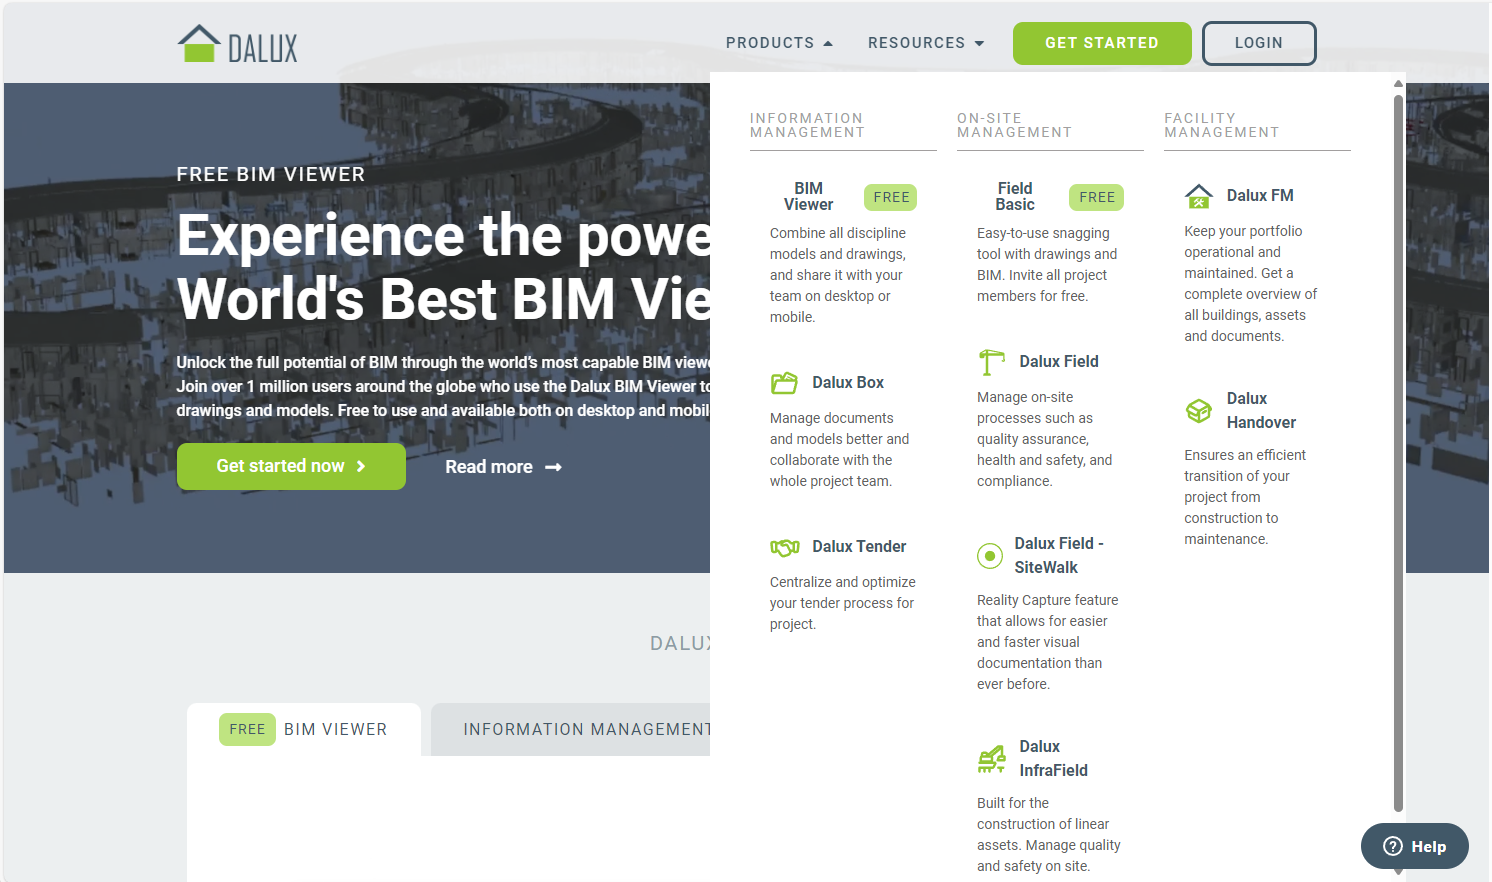 DALUX
PRODUCTS
RESOURCES
GET STARTED
LOGIN
FREE BIM VIEWER
Experience the powe
World's Best BIM Vie
Unlock the full potential of BIM through the world's most capable BIM viewe
Join over 1 million users around the globe who use the Dalux BIM Viewer to
drawings and models. Free to use and available both on desktop and mobil
Get started now
Read more
INFORMATION
MANAGEMENT
BIM
Viewer
FREE
Combine all discipline
models and drawings,
and share it with your
team on desktop or
mobile.
Dalux Box
Manage documents
and models better and
collaborate with the
whole project team.
Dalux Tender
Centralize and optimize
your tender process for
project.
ON-SITE
MANAGEMENT
Field
Basic
FREE
Easy-to-use snagging
tool with drawings and
BIM. Invite all project
members for free.
Dalux Field
Manage on-site
processes such as
quality assurance,
health and safety, and
compliance.
Dalux Field -
SiteWalk
Reality Capture feature
that allows for easier
and faster visual
documentation than
ever before.
Dalux
InfraField
Built for the
construction of linear
assets. Manage quality
and safety on site.
FACILITY
MANAGEMENT
Dalux FM
Keep your portfolio
operational and
maintained. Get a
complete overview of
all buildings, assets
and documents.
Dalux
Handover
Ensures an efficient
transition of your
project from
construction to
maintenance.
DALUX
FREE BIM VIEWER
INFORMATION MANAGEMENT
Help